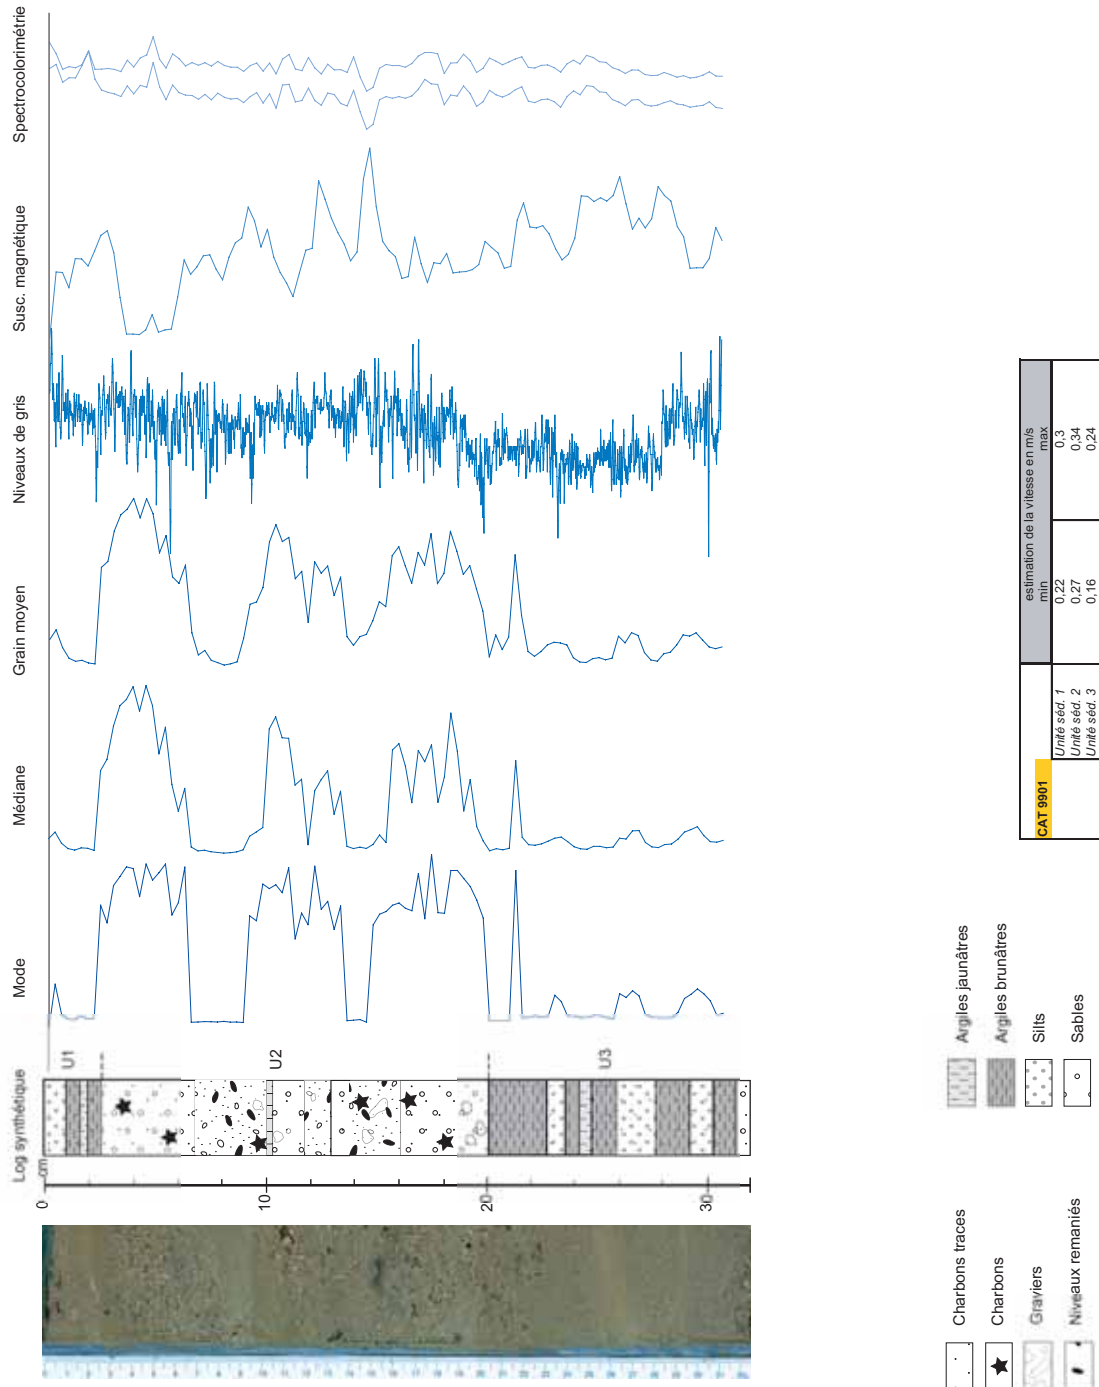 Spectrocolorimétrie
Susc. magnétique
Niveaux de gris
Grain moyen
Médiane
Mode
Log synthétique
cm
0
10
20
30
U1
U2
U3
Charbons traces
Charbons
Graviers
Niveaux remaniés
Argiles jaunâtres
Argiles brunâtres
Silts
Sables
CAT 9901
estimation de la vitesse en m/s
min max
Unité séd. 1 0,22 0,3
Unité séd. 2 0,27 0,34
Unité séd. 3 0,16 0,24